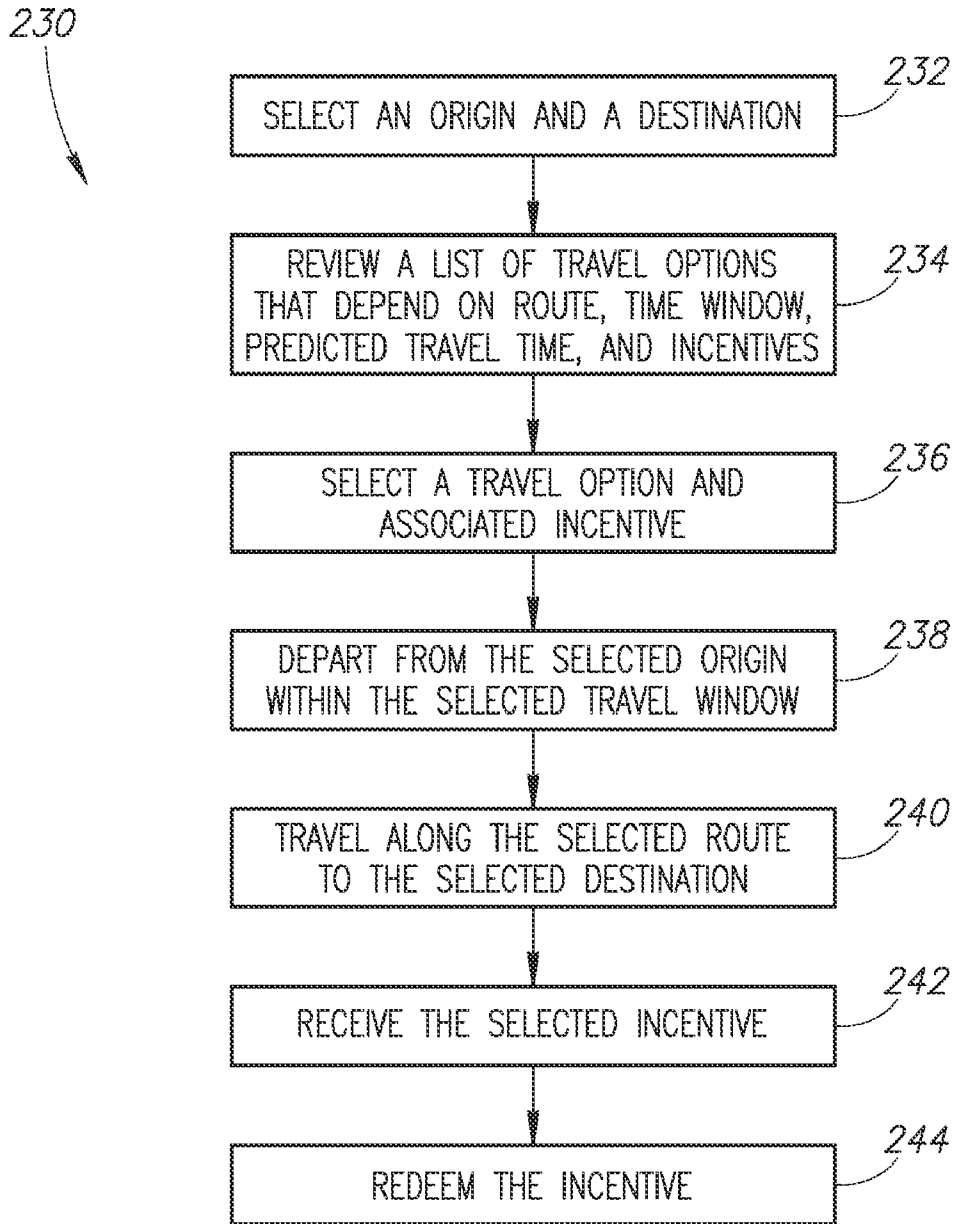 230
232
SELECT AN ORIGIN AND A DESTINATION
234
REVIEW A LIST OF TRAVEL OPTIONS
THAT DEPEND ON ROUTE, TIME WINDOW,
PREDICTED TRAVEL TIME, AND INCENTIVES
236
SELECT A TRAVEL OPTION AND
ASSOCIATED INCENTIVE
238
DEPART FROM THE SELECTED ORIGIN
WITHIN THE SELECTED TRAVEL WINDOW
240
TRAVEL ALONG THE SELECTED ROUTE
TO THE SELECTED DESTINATION
242
RECEIVE THE SELECTED INCENTIVE
244
REDEEM THE INCENTIVE